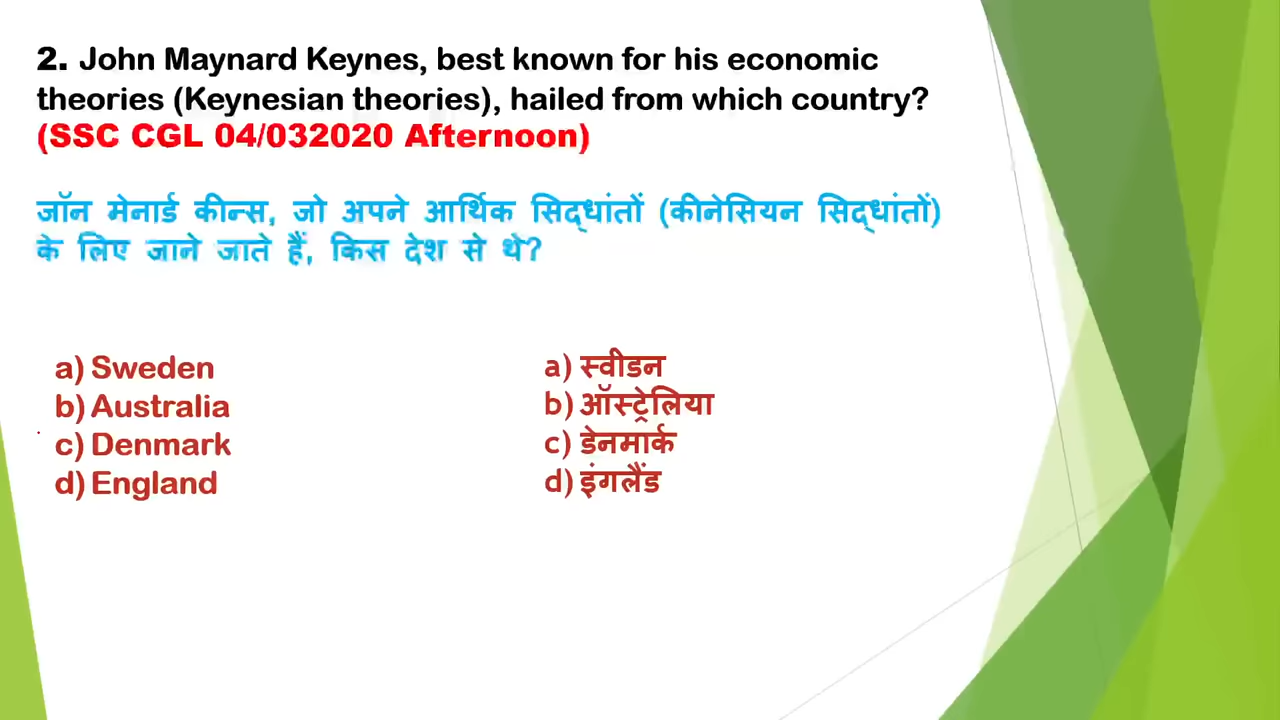 2. John Maynard Keynes, best known for his economic
theories (Keynesian theories), hailed from which country?
(SSC CGL 04/032020 Afternoon)
जॉन मेनार्ड कीन्स, जो अपने आर्थिक सिद्धांतों (कीनेसियन सिद्धांतों)
के लिए जाने जाते हैं, किस देश से थे?
a) Sweden
b) Australia
c) Denmark
d) England
a) स्वीडन
b) ऑस्ट्रेलिया
c) डेनमार्क
d) इंगलैंड